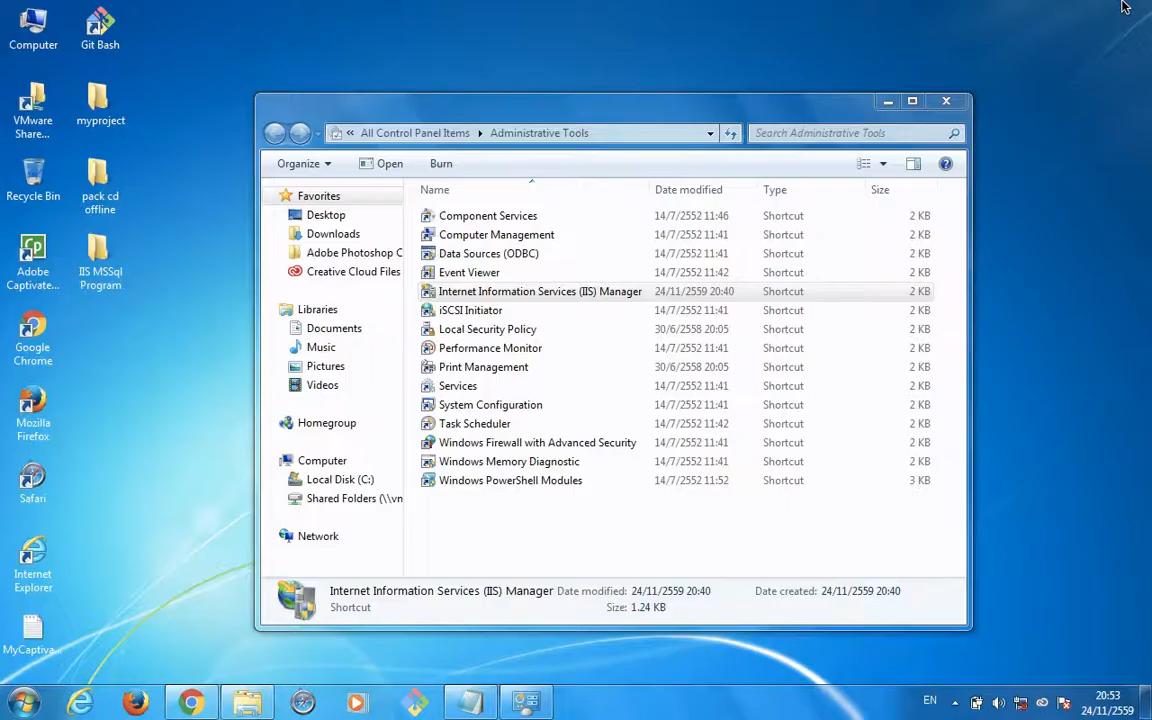 Computer
Git Bash
VMware
Share...
myproject
Recycle Bin
pack cd
offline
Adobe
Captivate...
IIS MSSql
Program
Google
Chrome
Mozilla
Firefox
Safari
Internet
Explorer
MyCaptiva...
« All Control Panel Items Administrative Tools
Search Administrative Tools
Organize Open Burn
Favorites
Desktop
Downloads
Adobe Photoshop C
Creative Cloud Files
Libraries
Documents
Music
Pictures
Videos
Homegroup
Computer
Local Disk (C:)
Shared Folders (\\vn
Network
Name Date modified Type Size
Component Services 14/7/2552 11:46 Shortcut 2 KB
Computer Management 14/7/2552 11:41 Shortcut 2 KB
Data Sources (ODBC) 14/7/2552 11:41 Shortcut 2 KB
Event Viewer 14/7/2552 11:42 Shortcut 2 KB
Internet Information Services (IIS) Manager 24/11/2559 20:40 Shortcut 2 KB
iSCSI Initiator 14/7/2552 11:41 Shortcut 2 KB
Local Security Policy 30/6/2558 20:05 Shortcut 2 KB
Performance Monitor 14/7/2552 11:41 Shortcut 2 KB
Print Management 30/6/2558 20:05 Shortcut 2 KB
Services 14/7/2552 11:41 Shortcut 2 KB
System Configuration 14/7/2552 11:41 Shortcut 2 KB
Task Scheduler 14/7/2552 11:42 Shortcut 2 KB
Windows Firewall with Advanced Security 14/7/2552 11:41 Shortcut 2 KB
Windows Memory Diagnostic 14/7/2552 11:41 Shortcut 2 KB
Windows PowerShell Modules 14/7/2552 11:52 Shortcut 3 KB
Internet Information Services (IIS) Manager Date modified: 24/11/2559 20:40 Date created: 24/11/2559 20:40
Shortcut Size: 1.24 KB
EN
20:53
24/11/2559